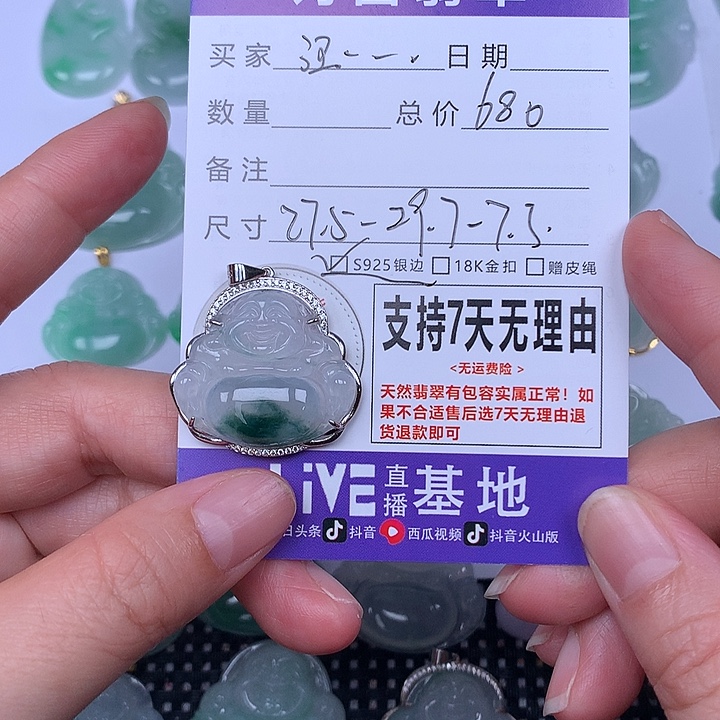 买家 汪一一. 日期
数量 总价 680
备注
尺寸 27.5-29.7-7.3.
S925银边 18K金扣 赠皮绳
支持7天无理由
<无运费险>
天然翡翠有包容实属正常!如
果不合适售后选7天无理由退
货退款即可
LiVE 直播 基地
日头条 抖音 西瓜视频 抖音火山版